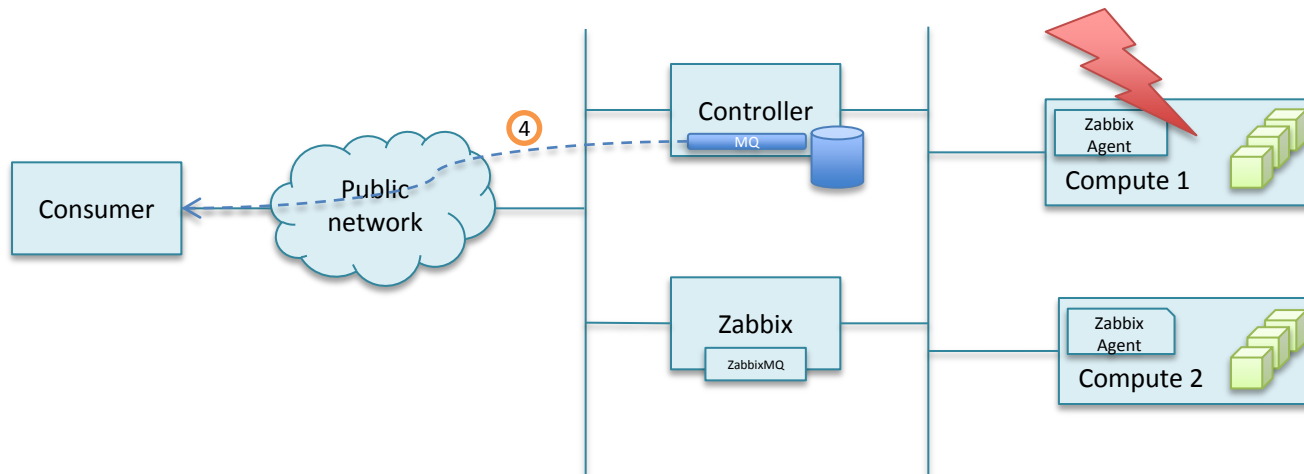 Consumer
Public
network
4
Controller
MQ
Zabbix
ZabbixMQ
Zabbix
Agent
Compute 1
Zabbix
Agent
Compute 2